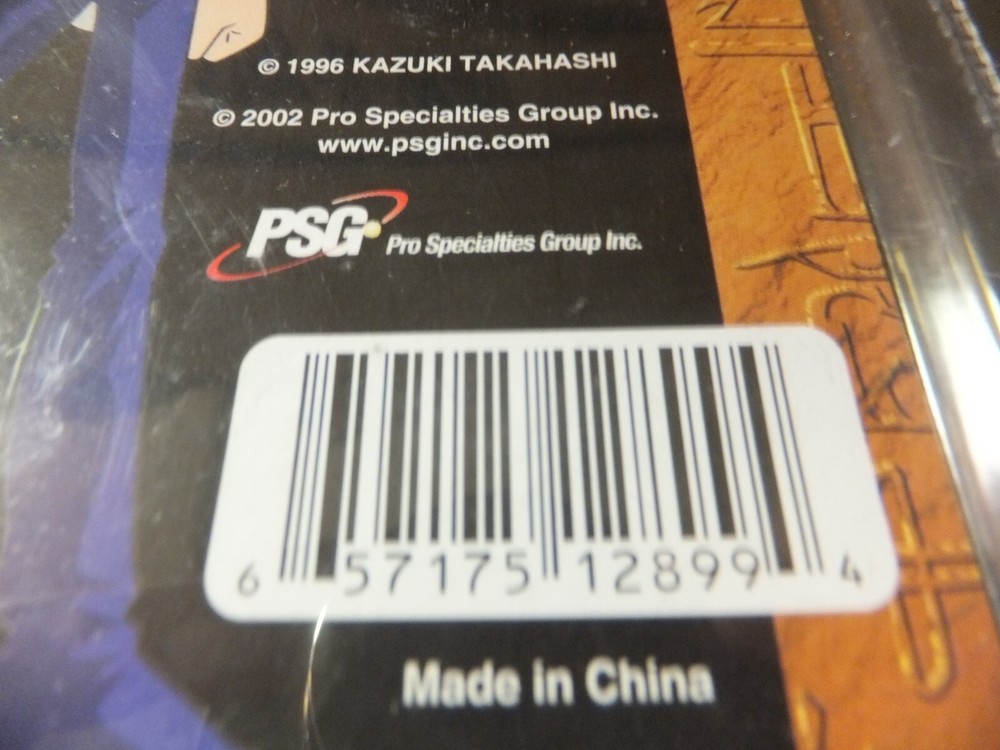 © 1996 KAZUKI TAKAHASHI
© 2002 Pro Specialties Group Inc.
www.psginc.com
PSG Pro Specialties Group Inc.
6 57175 12899 4
Made in China